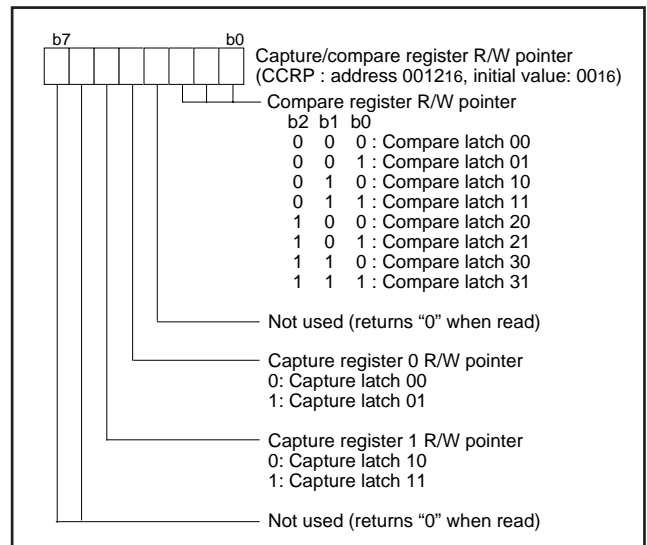 b7 b0
Capture/compare register R/W pointer
(CCRP : address 001216, initial value: 0016)
Compare register R/W pointer
b2 b1 b0
0 0 0 : Compare latch 00
0 0 1 : Compare latch 01
0 1 0 : Compare latch 10
0 1 1 : Compare latch 11
1 0 0 : Compare latch 20
1 0 1 : Compare latch 21
1 1 0 : Compare latch 30
1 1 1 : Compare latch 31
Not used (returns “0” when read)
Capture register 0 R/W pointer
0: Capture latch 00
1: Capture latch 01
Capture register 1 R/W pointer
0: Capture latch 10
1: Capture latch 11
Not used (returns “0” when read)